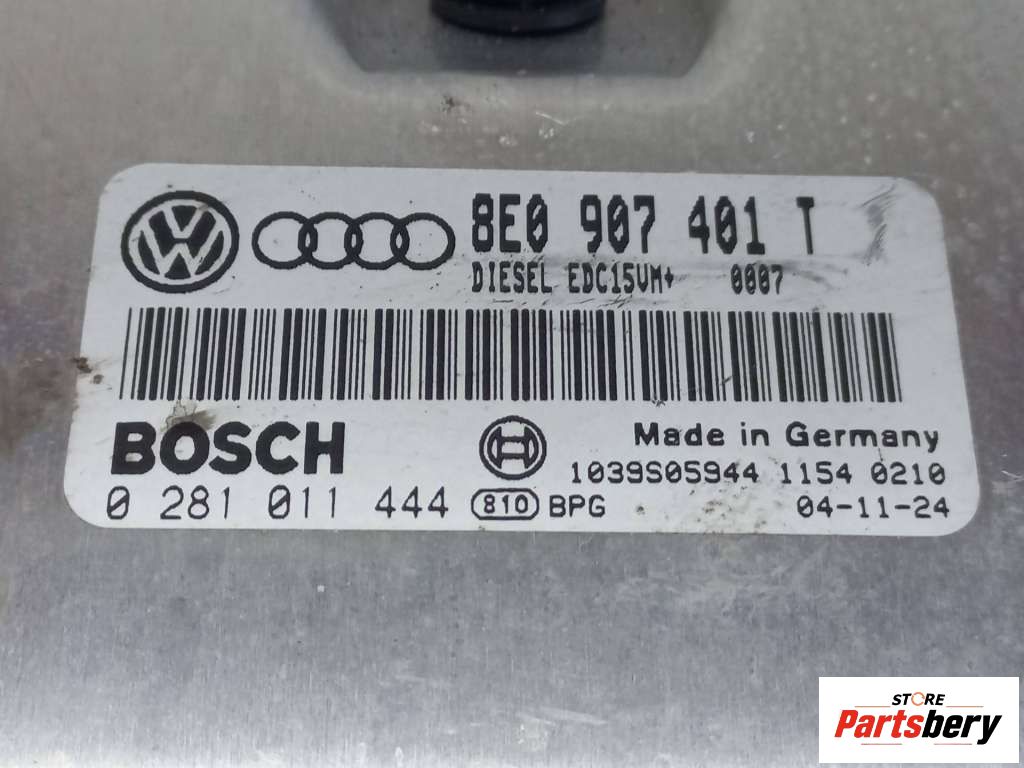 8E0 907 401 T
DIESEL EDC15VM+ 0007
BOSCH
Made in Germany
1039S05944 1154 0210
0 281 011 444 810 BPG 04-11-24
STORE
Partsbery